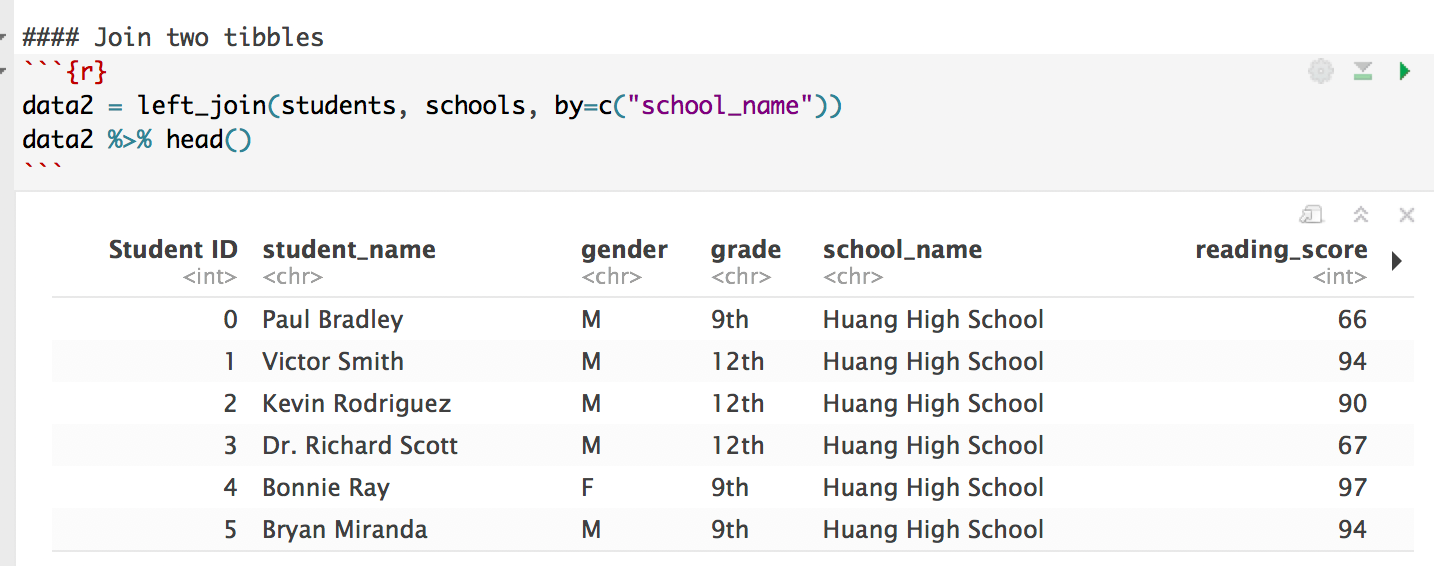 #### Join two tibbles
```{r}
data2 = left_join(students, schools, by=c("school_name"))
data2 %>% head()
```
Student ID student_name gender grade school_name reading_score
<int> <chr> <chr> <chr> <chr> <int>
0 Paul Bradley M 9th Huang High School 66
1 Victor Smith M 12th Huang High School 94
2 Kevin Rodriguez M 12th Huang High School 90
3 Dr. Richard Scott M 12th Huang High School 67
4 Bonnie Ray F 9th Huang High School 97
5 Bryan Miranda M 9th Huang High School 94